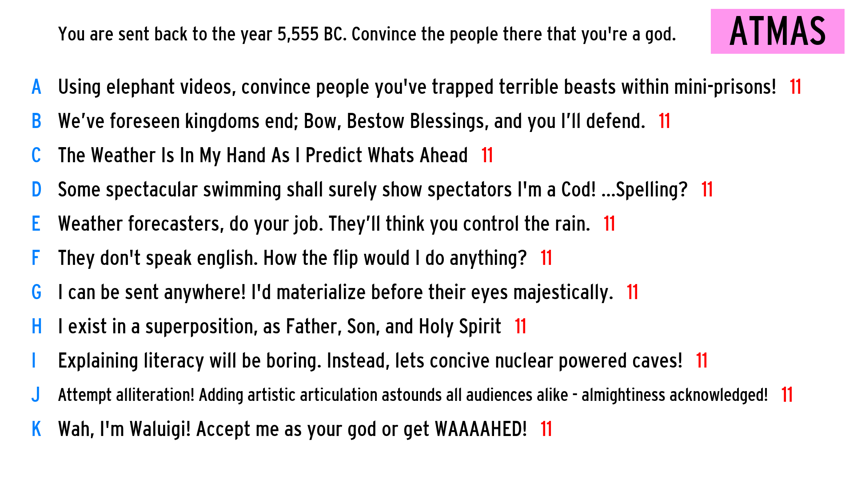 You are sent back to the year 5,555 BC. Convince the people there that you're a god.
ATMAS
A Using elephant videos, convince people you've trapped terrible beasts within mini-prisons! 11
B We’ve foreseen kingdoms end; Bow, Bestow Blessings, and you I’ll defend. 11
C The Weather Is In My Hand As I Predict Whats Ahead 11
D Some spectacular swimming shall surely show spectators I'm a Cod! ...Spelling? 11
E Weather forecasters, do your job. They’ll think you control the rain. 11
F They don't speak english. How the flip would I do anything? 11
G I can be sent anywhere! I'd materialize before their eyes majestically. 11
H I exist in a superposition, as Father, Son, and Holy Spirit 11
I Explaining literacy will be boring. Instead, lets concive nuclear powered caves! 11
J Attempt alliteration! Adding artistic articulation astounds all audiences alike - almightiness acknowledged! 11
K Wah, I'm Waluigi! Accept me as your god or get WAAAAHED! 11